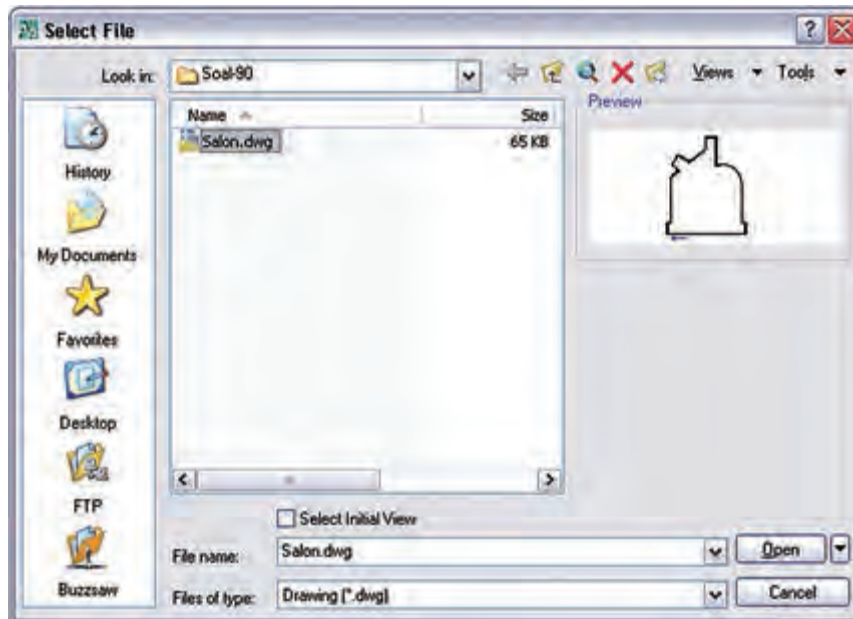 Select File
Look in: Soal-90
Views Tools
Preview
Name Size
Salon.dwg 65 KB
History
My Documents
Favorites
Desktop
FTP
Buzzsaw
Select Initial View
File name: Salon.dwg Open
Files of type: Drawing (*.dwg) Cancel